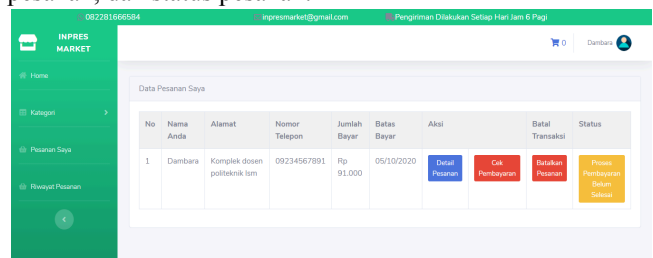 082281666584 inpresmarket@gmail.com Pengiriman Dilakukan Setiap Hari Jam 6 Pagi
INPRES
MARKET
0 Dambara
Home
Data Pesanan Saya
Kategori
No Nama Anda Alamat Nomor Telepon Jumlah Bayar Batas Bayar Aksi Batal Transaksi Status
Pesanan Saya
1 Dambara Komplek dosen politeknik lsm 09234567891 Rp 91.000 05/10/2020 Detail Pesanan Cek Pembayaran Batalkan Pesanan Proses Pembayaran Belum Selesai
Riwayat Pesanan